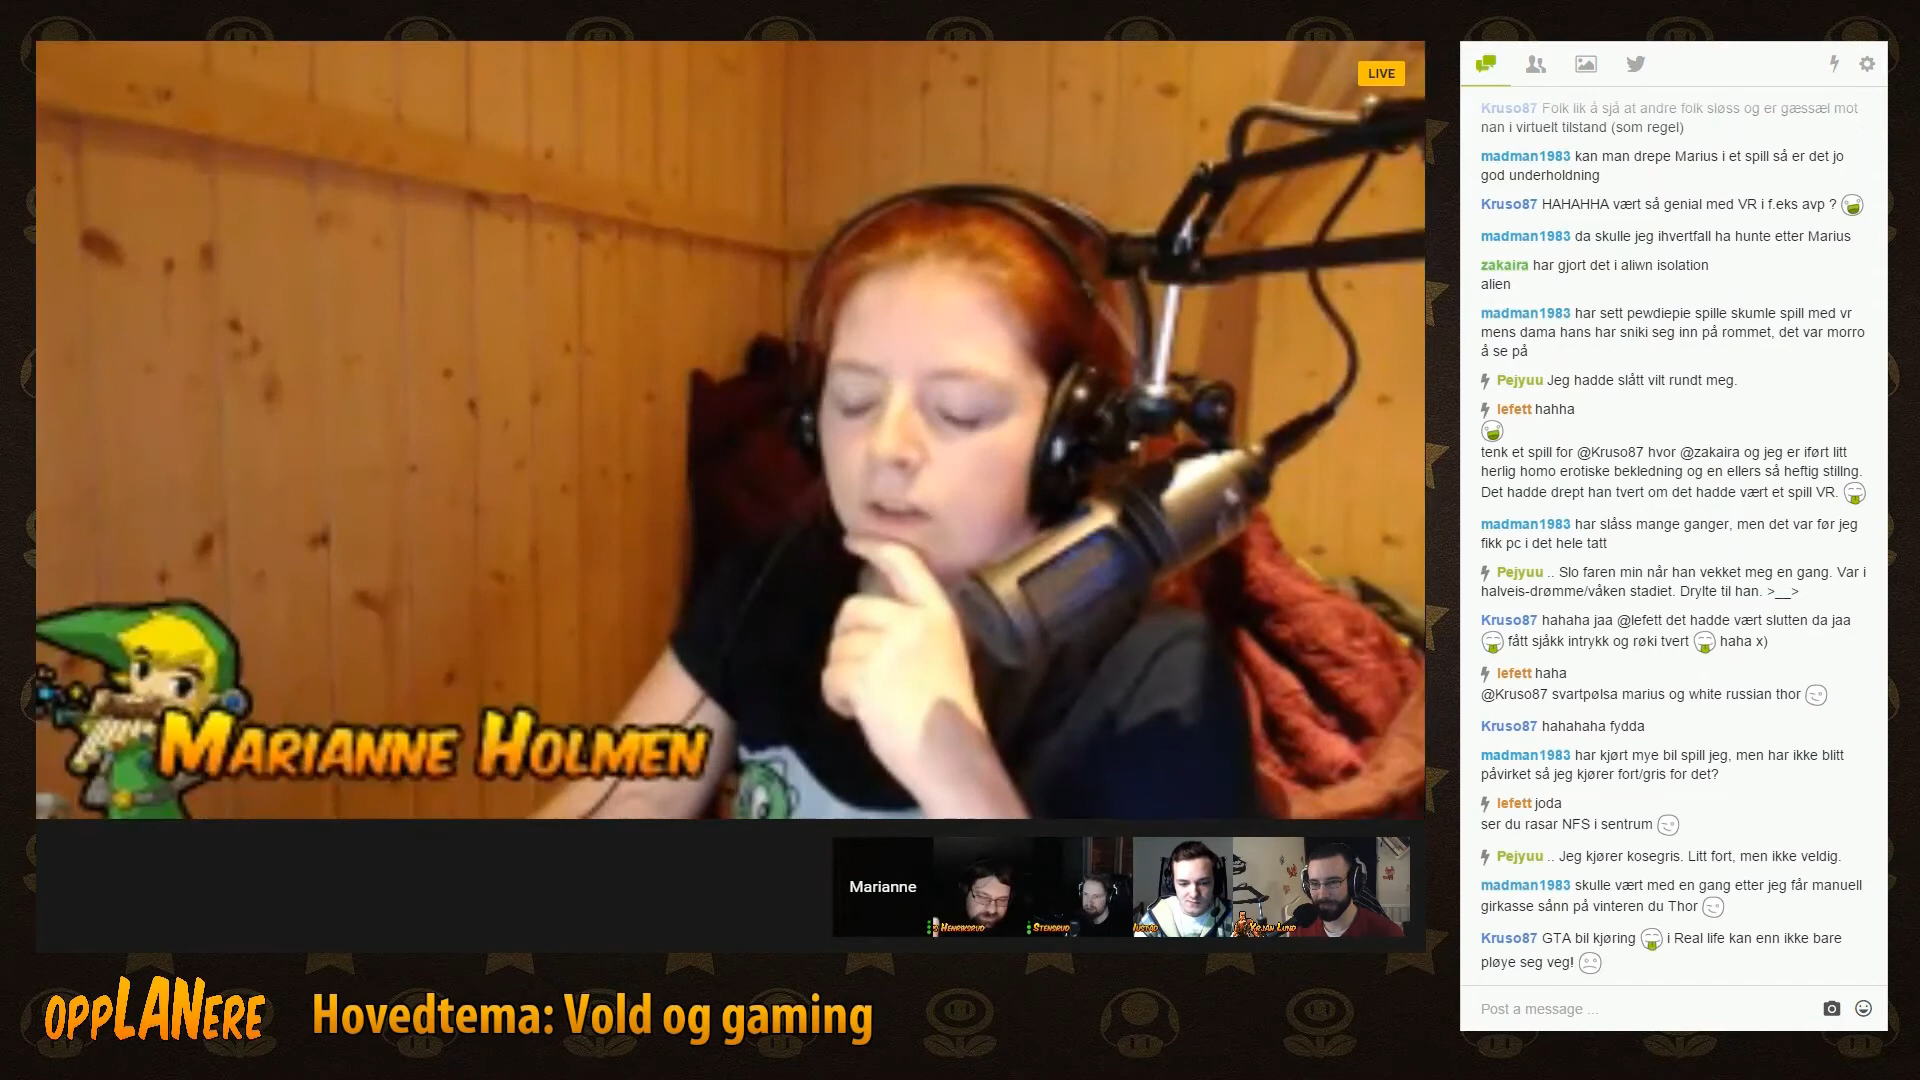 LIVE
MARIANNE HOLMEN
Marianne
HENRIKSRUD
STENSRUD
ØRJAN LUND
OPPLANERE
Hovedtema: Vold og gaming
Kruso87 Folk lik å sjå at andre folk sløss og er gæssæl mot
nan i virtuelt tilstand (som regel)
madman1983 kan man drepe Marius i et spill så er det jo
god underholdning
Kruso87 HAHAHHA vært så genial med VR i f.eks avp ?
madman1983 da skulle jeg ihvertfall ha hunte etter Marius
zakaira har gjort det i aliwn isolation
alien
madman1983 har sett pewdiepie spille skumle spill med vr
mens dama hans har sniki seg inn på rommet, det var morro
å se på
Pejyuu Jeg hadde slått vilt rundt meg.
lefett hahha
tenk et spill for @Kruso87 hvor @zakaira og jeg er iført litt
herlig homo erotiske bekledning og en ellers så heftig stillng.
Det hadde drept han tvert om det hadde vært et spill VR.
madman1983 har slåss mange ganger, men det var før jeg
fikk pc i det hele tatt
Pejyuu .. Slo faren min når han vekket meg en gang. Var i
halveis-drømme/våken stadiet. Drylte til han. >__>
Kruso87 hahaha jaa @lefett det hadde vært slutten da jaa
fått sjåkk intrykk og røki tvert haha x)
lefett haha
@Kruso87 svartpølsa marius og white russian thor
Kruso87 hahahaha fydda
madman1983 har kjørt mye bil spill jeg, men har ikke blitt
påvirket så jeg kjører fort/gris for det?
lefett joda
ser du rasar NFS i sentrum
Pejyuu .. Jeg kjører kosegris. Litt fort, men ikke veldig.
madman1983 skulle vært med en gang etter jeg får manuell
girkasse sånn på vinteren du Thor
Kruso87 GTA bil kjøring i Real life kan enn ikke bare
pløye seg veg!
Post a message ...